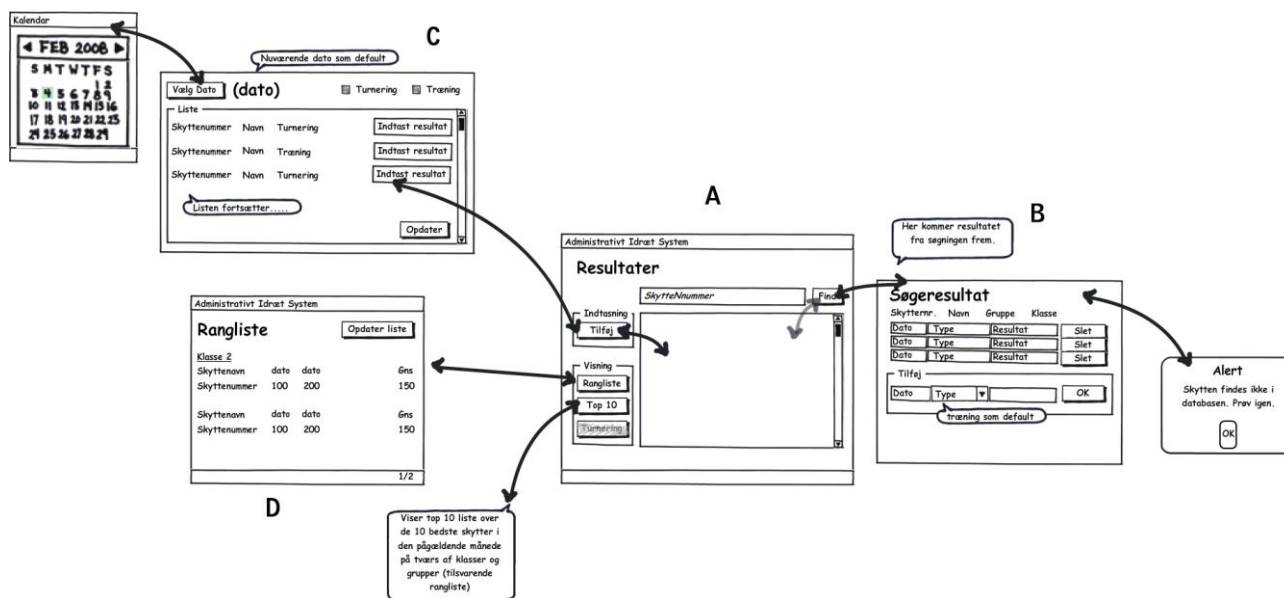 Kalendar
FEB 2008
S M T W T F S
1 2
3 4 5 6 7 8 9
10 11 12 13 14 15 16
17 18 19 20 21 22 23
24 25 26 27 28 29
C
Nuværende dato som default
Vælg Dato (dato) Turnering Træning
Liste
Skyttenummer Navn Turnering Indtast resultat
Skyttenummer Navn Træning Indtast resultat
Skyttenummer Navn Turnering Indtast resultat
Listen fortsætter.....
Opdater
A
Administrativt Idræt System
Resultater
SkytteNnummer Find
Indtasning
Tilføj
Visning
Rangliste
Top 10
Turnering
B
Her kommer resultatet
fra søgningen frem.
Søgeresultat
Skytternr. Navn Gruppe Klasse
Dato Type Resultat Slet
Dato Type Resultat Slet
Dato Type Resultat Slet
Tilføj
Dato Type OK
træning som default
Alert
Skytten findes ikke i
databasen. Prøv igen.
OK
Administrativt Idræt System
Rangliste Opdater liste
Klasse 2
Skyttenavn dato dato Gns
Skyttenummer 100 200 150
Skyttenavn dato dato Gns
Skyttenummer 100 200 150
1/2
D
Viser top 10 liste over
de 10 bedste skytter i
den pågældende månede
på tværs af klasser og
grupper (tilsvarende
rangliste)